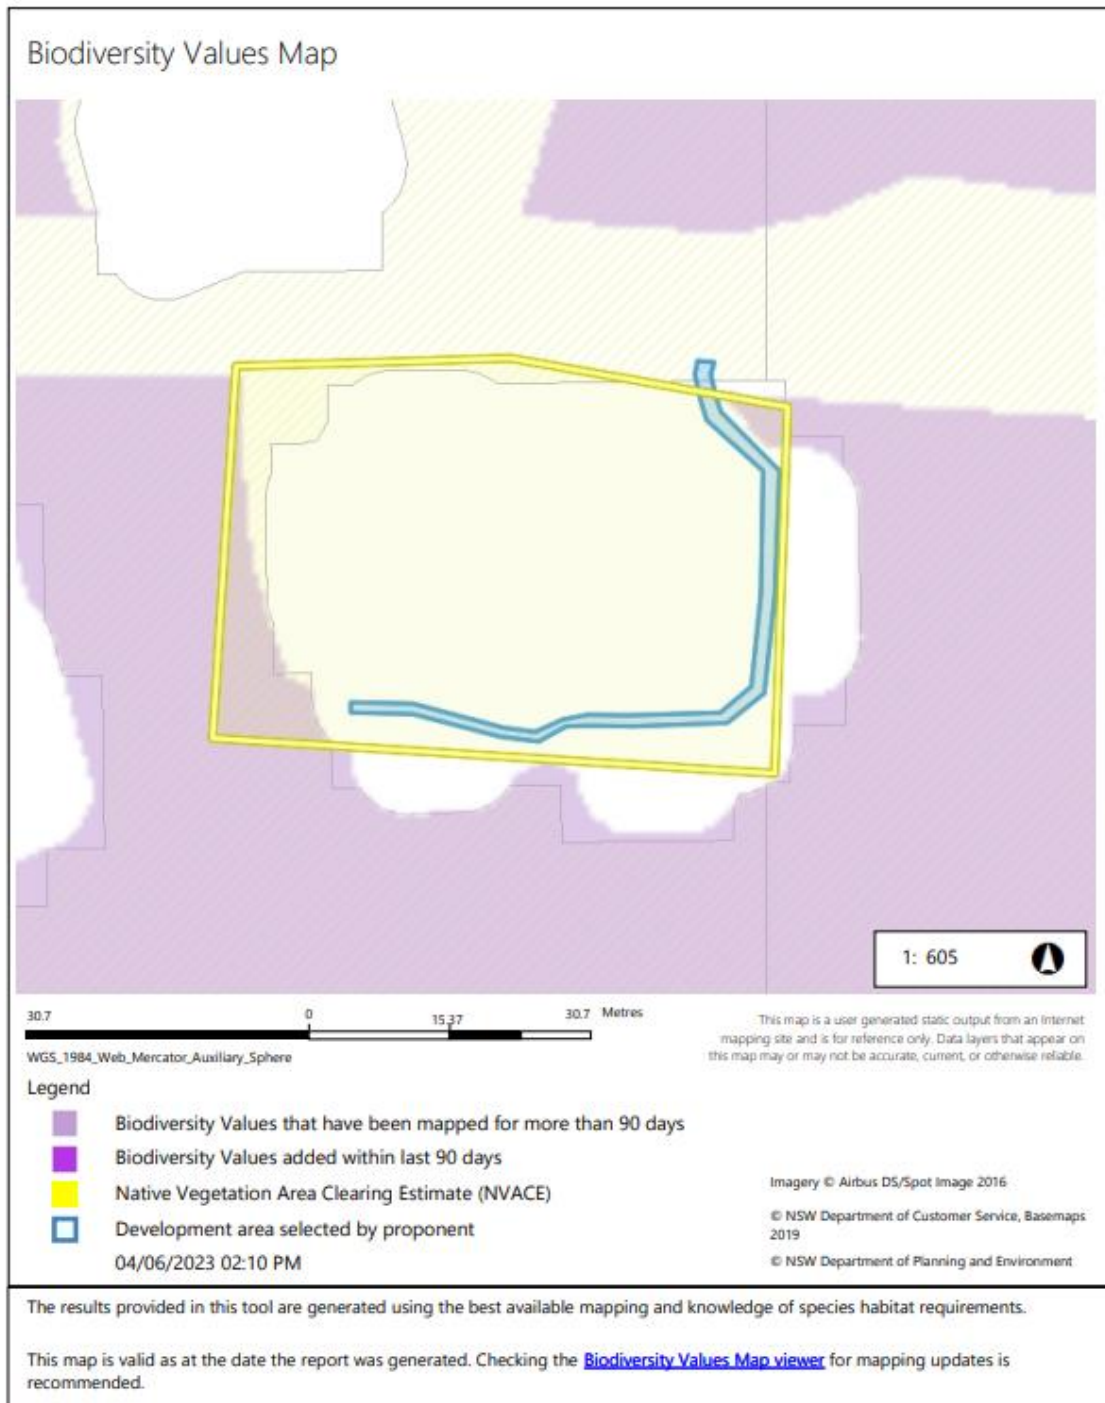 Biodiversity Values Map
1: 605
30.7 0 15.37 30.7 Metres
WGS_1984_Web_Mercator_Auxiliary_Sphere
This map is a user generated static output from an Internet
mapping site and is for reference only. Data layers that appear on
this map may or may not be accurate, current, or otherwise reliable.
Legend
Biodiversity Values that have been mapped for more than 90 days
Biodiversity Values added within last 90 days
Native Vegetation Area Clearing Estimate (NVACE)
Development area selected by proponent
04/06/2023 02:10 PM
Imagery © Airbus DS/Spot Image 2016
© NSW Department of Customer Service, Basemaps
2019
© NSW Department of Planning and Environment
The results provided in this tool are generated using the best available mapping and knowledge of species habitat requirements.
This map is valid as at the date the report was generated. Checking the Biodiversity Values Map viewer for mapping updates is
recommended.